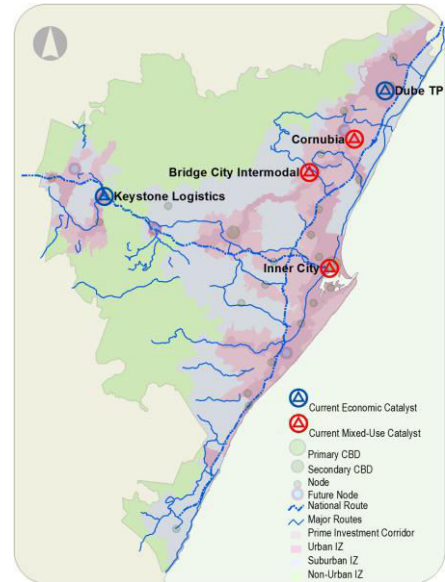 Dube TP
Cornubia
Bridge City Intermodal
Keystone Logistics
Inner City
Current Economic Catalyst
Current Mixed-Use Catalyst
Primary CBD
Secondary CBD
Node
Future Node
National Route
Major Routes
Prime Investment Corridor
Urban IZ
Suburban IZ
Non-Urban IZ